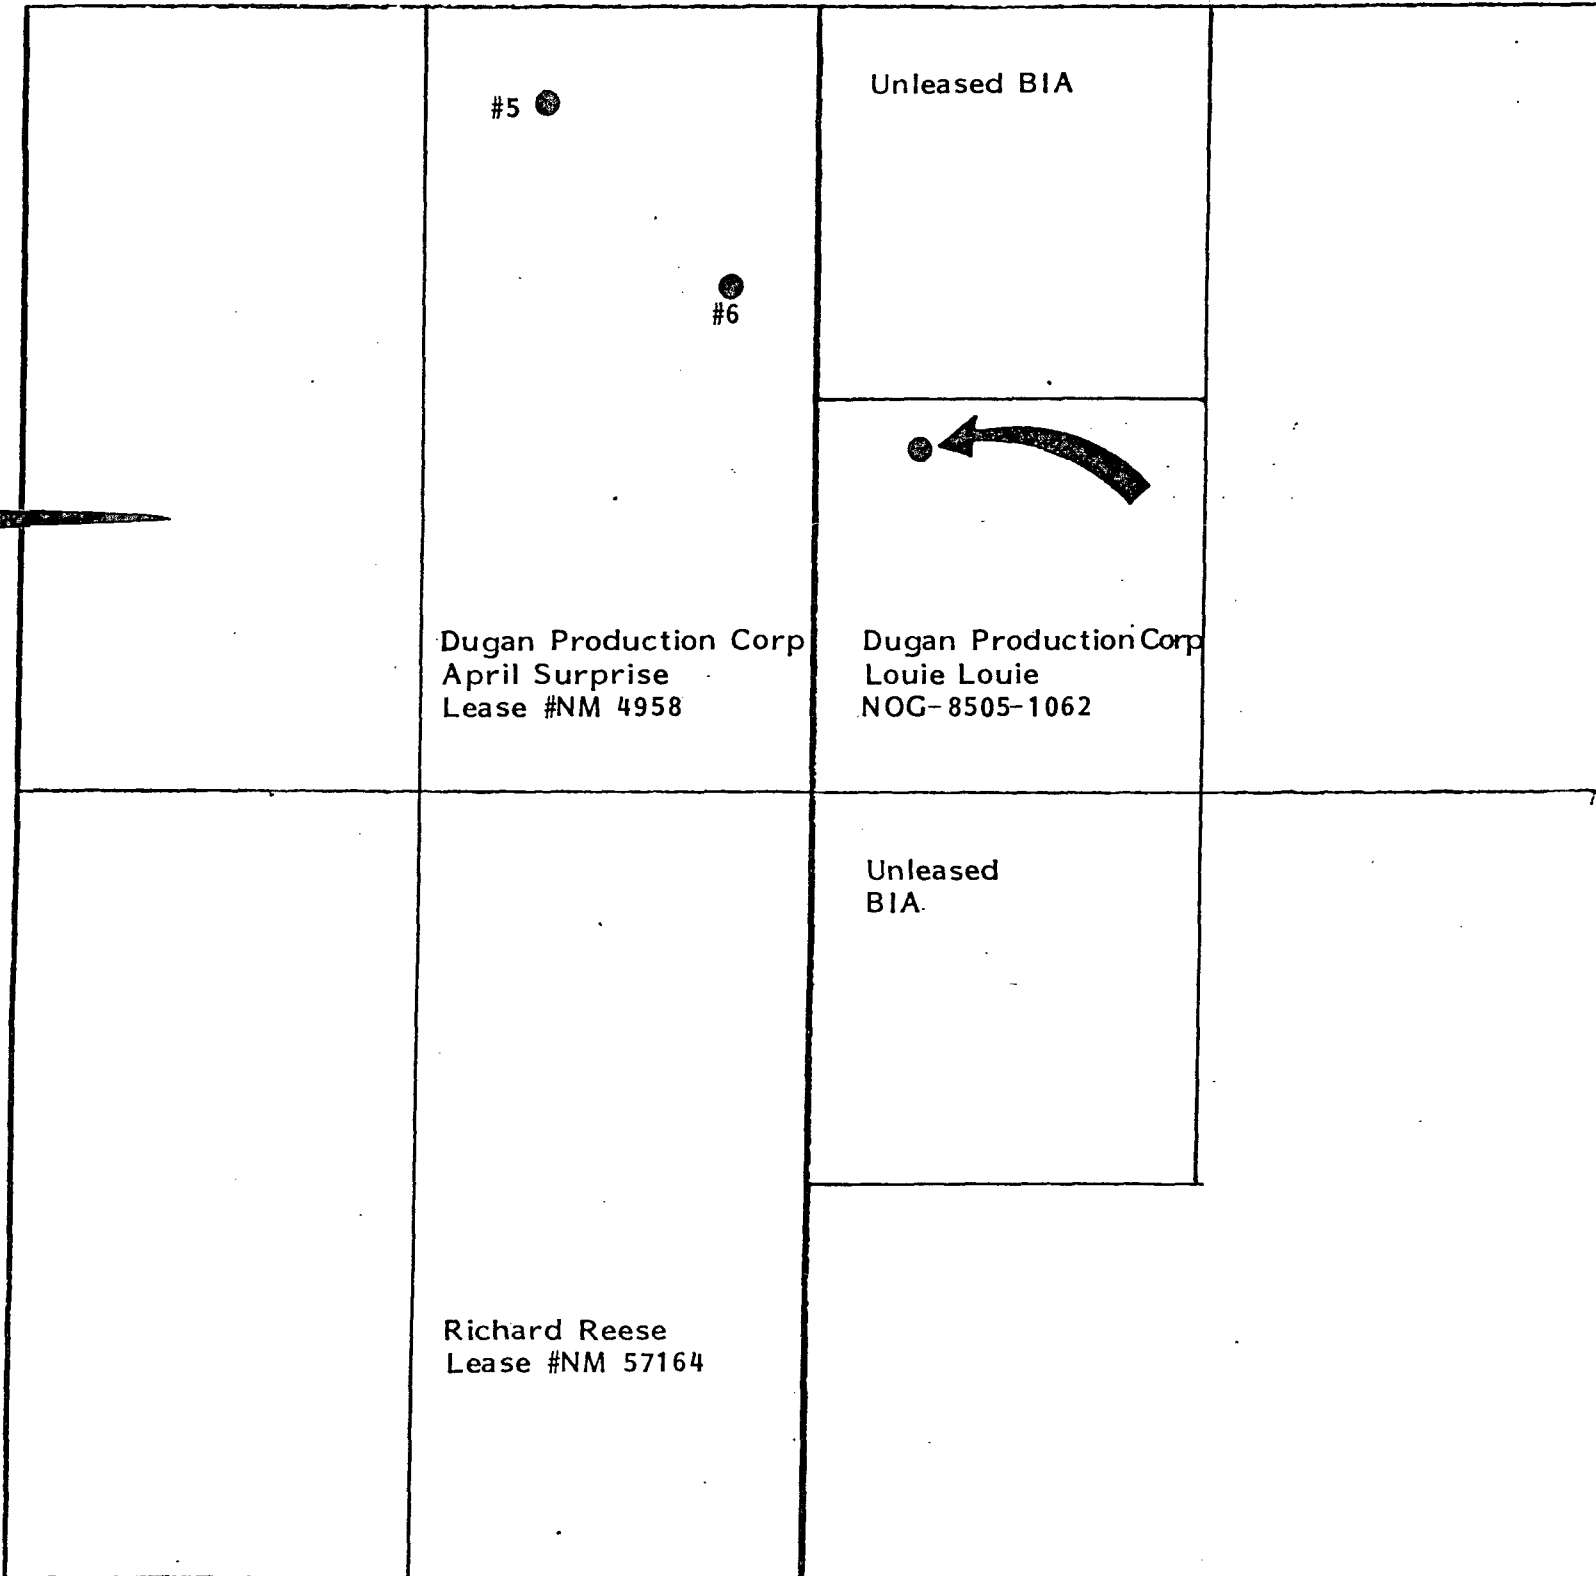 Unleased BIA
#5
#6
Dugan Production Corp
April Surprise
Lease #NM 4958
Dugan Production Corp
Louie Louie
NOG-8505-1062
Unleased
BIA
Richard Reese
Lease #NM 57164